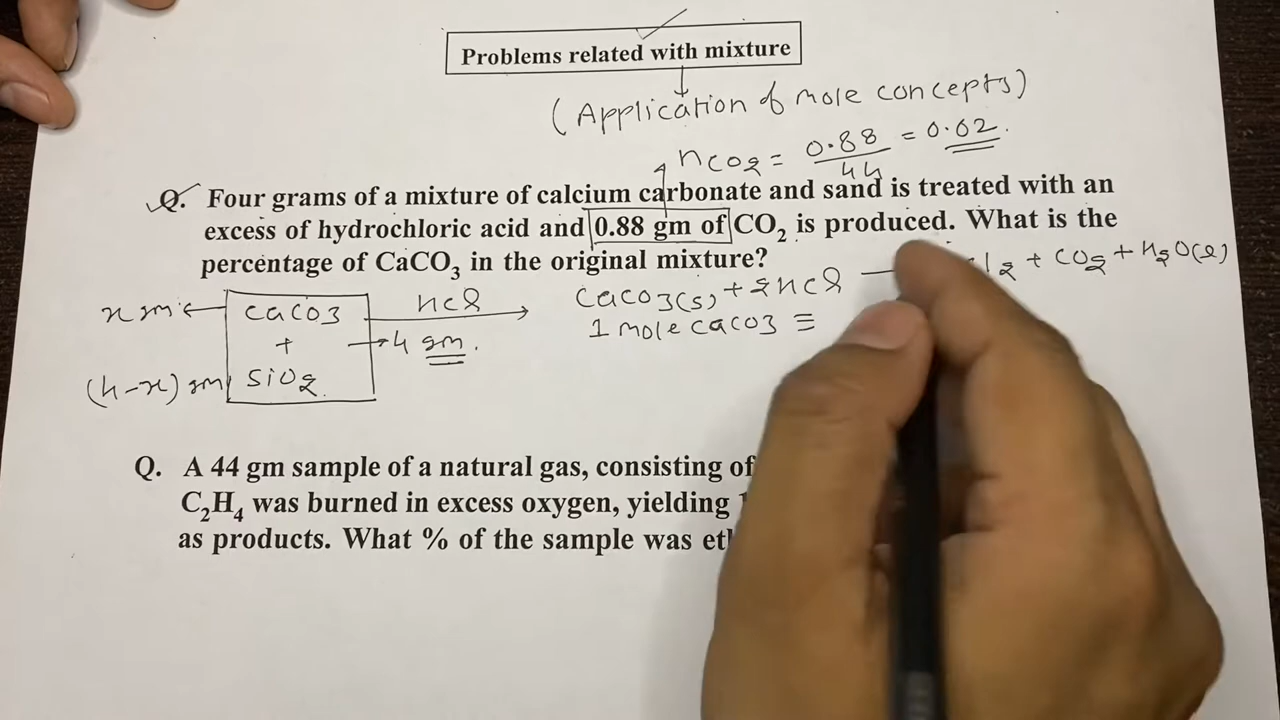 Problems related with mixture
(Application of mole concepts)
nCO2 = 0.88/44 = 0.02.
Q. Four grams of a mixture of calcium carbonate and sand is treated with an
excess of hydrochloric acid and 0.88 gm of CO2 is produced. What is the
percentage of CaCO3 in the original mixture?
CaCO3(s) + 2HCl — l2 + CO2 + H2O(l)
x gm ← CaCO3 HCl →
1 mole CaCO3 ≡
+ → 4 gm.
(4-x) gm SiO2.
Q. A 44 gm sample of a natural gas, consisting of
C2H4 was burned in excess oxygen, yielding
as products. What % of the sample was